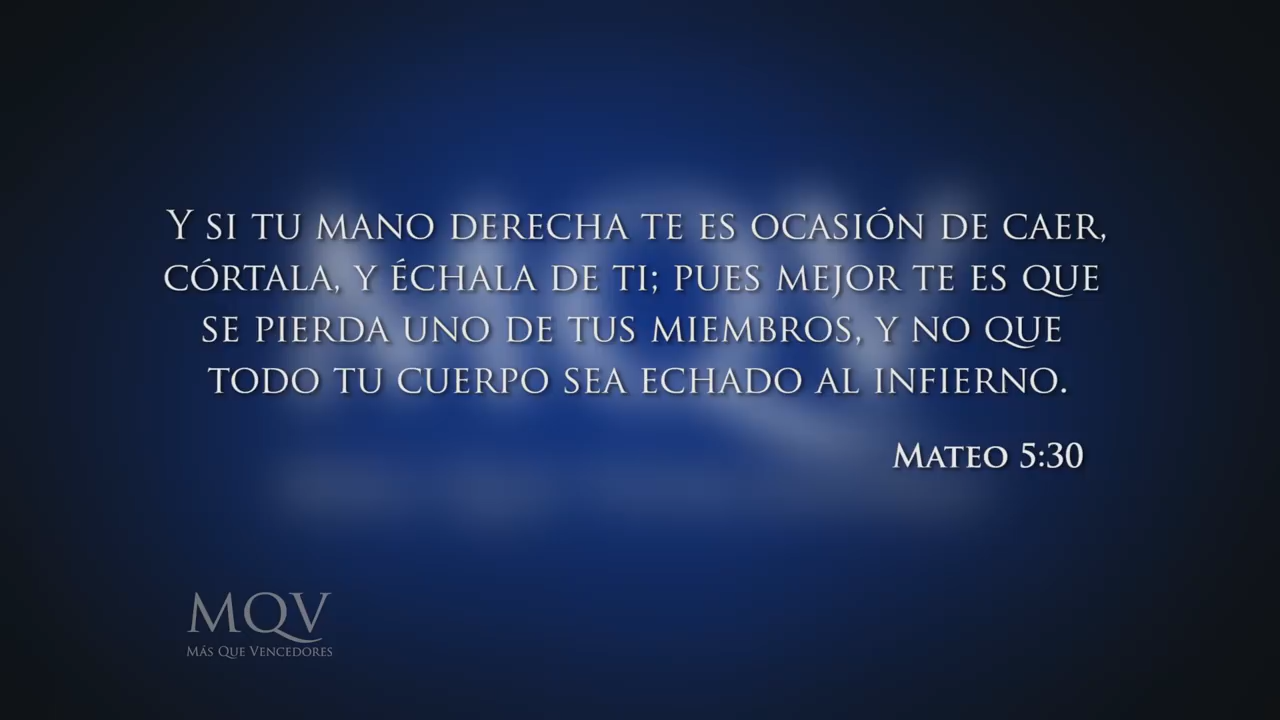 Y SI TU MANO DERECHA TE ES OCASIÓN DE CAER,
CÓRTALA, Y ÉCHALA DE TI; PUES MEJOR TE ES QUE
SE PIERDA UNO DE TUS MIEMBROS, Y NO QUE
TODO TU CUERPO SEA ECHADO AL INFIERNO.
MATEO 5:30
MQV
MÁS QUE VENCEDORES